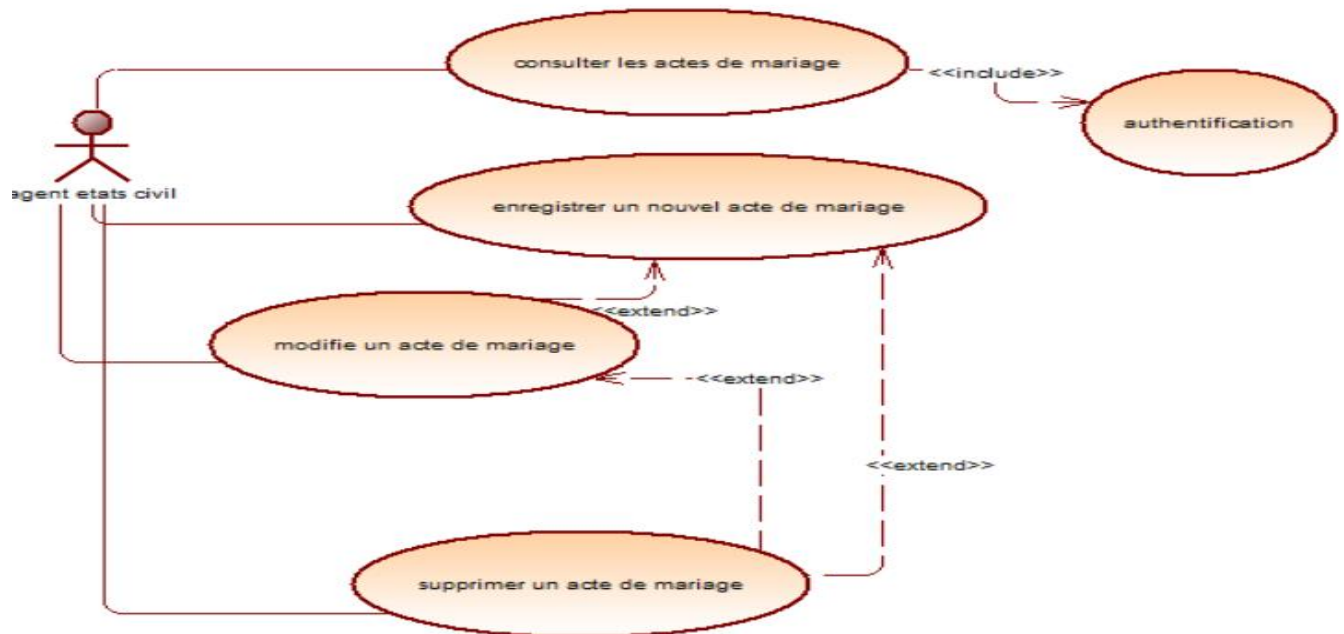 consulter les actes de mariage
<<include>>
authentification
agent etats civil
enregistrer un nouvel acte de mariage
<<extend>>
modifie un acte de mariage
<<extend>>
<<extend>>
supprimer un acte de mariage